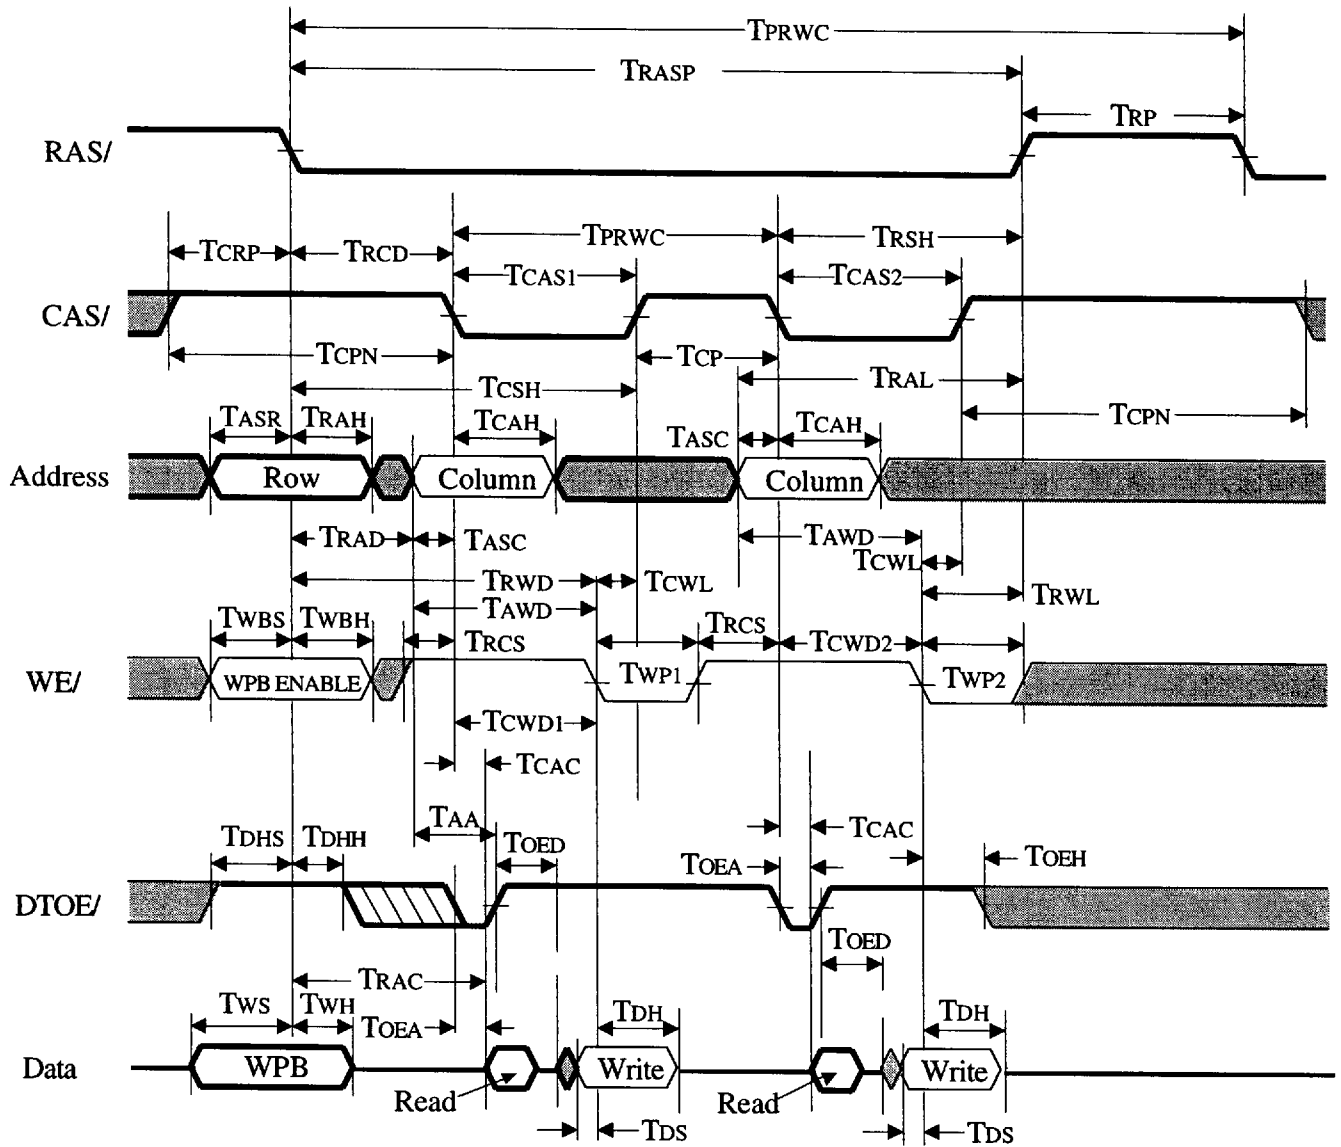 TPRWC
TRASP
TRP
RAS/
TCRP TRCD TPRWC TRSH
TCAS1 TCAS2
CAS/
TCPN TCP
TCSH TRAL
TASR TRAH TCAH TASC TCAH TCPN
Address Row Column Column
TRAD TASC TAWD
TRWD TCWL TCWL
TAWD TRWL
TWBS TWBH TRCS TRCS TCWD2
WE/ WPB ENABLE TWP1 TWP2
TCWD1
TCAC
TAA TCAC
TDHS TDHH TOED TOEA TOEH
DTOE/
TOED
TRAC
TWS TWH TOEA TDH TDH
Data WPB Write Write
Read Read
TDS TDS